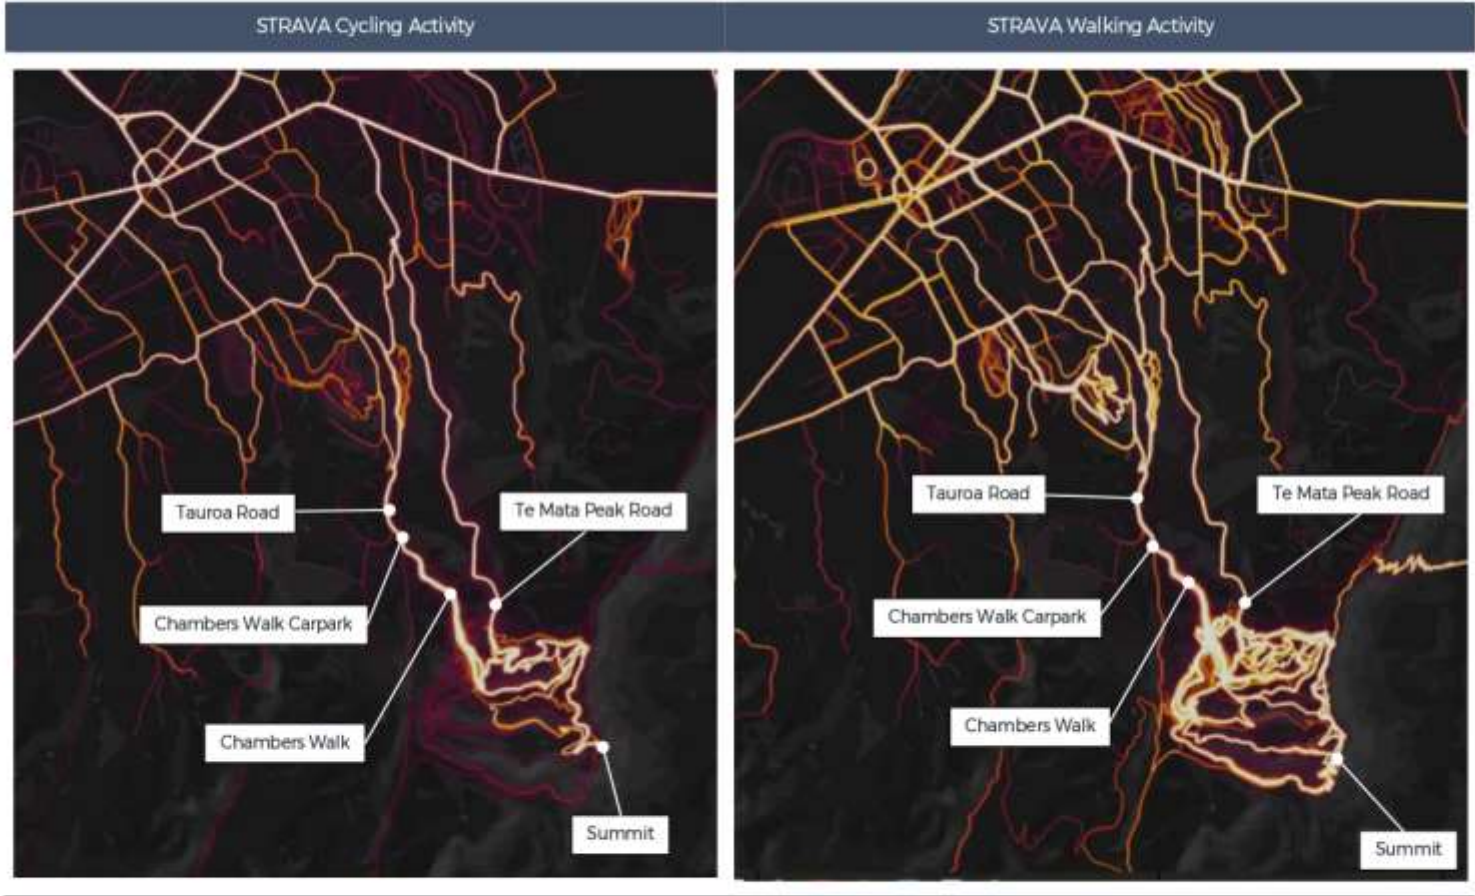 STRAVA Cycling Activity
STRAVA Walking Activity
Tauroa Road
Te Mata Peak Road
Chambers Walk Carpark
Chambers Walk
Summit
Tauroa Road
Te Mata Peak Road
Chambers Walk Carpark
Chambers Walk
Summit